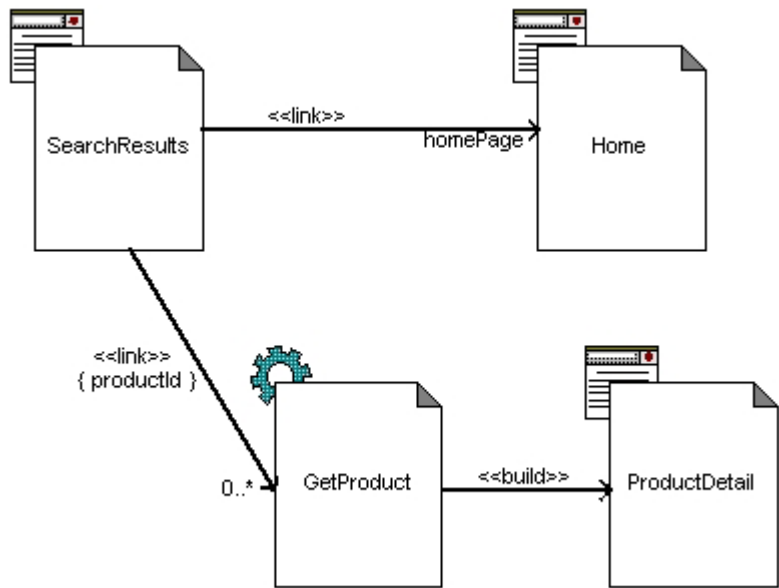 <<link>>
SearchResults
homePage
Home
<<link>>
{ productId }
0..*
GetProduct
<<build>>
ProductDetail